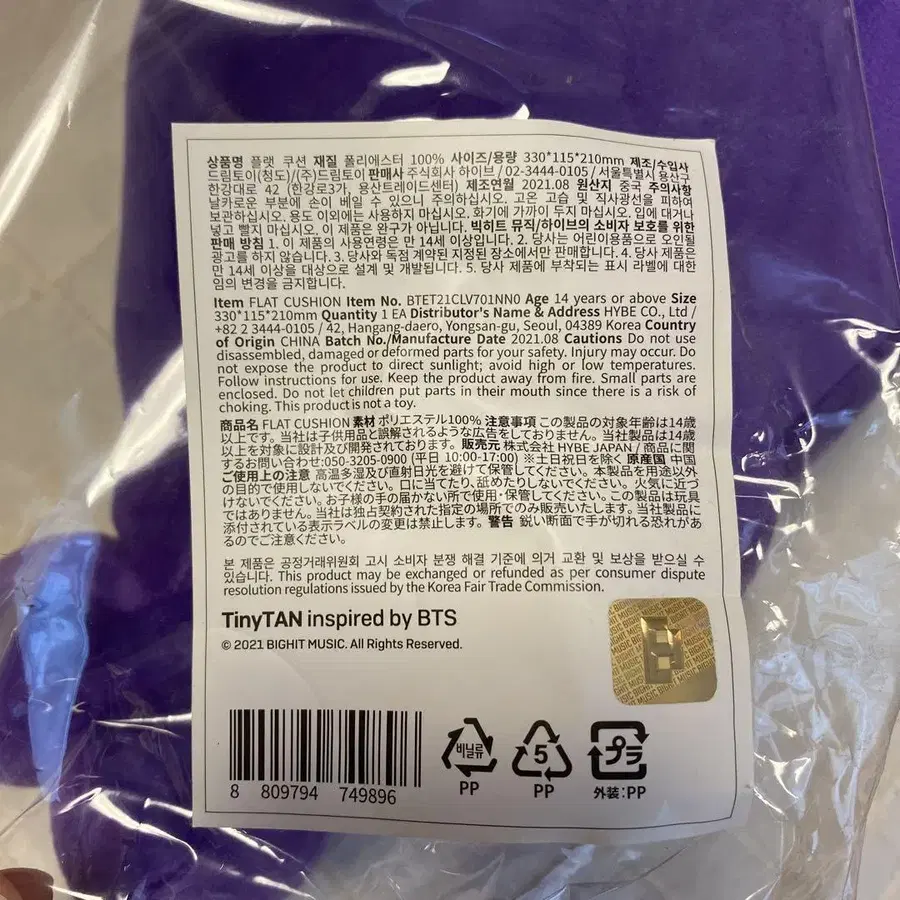 상품명 플랫 쿠션 재질 폴리에스터 100% 사이즈/용량 330*115*210mm 제조/수입사
드림토이(청도)/(주)드림토이 판매사 주식회사 하이브 / 02-3444-0105 / 서울특별시 용산구
한강대로 42 (한강로3가, 용산트레이드센터) 제조연월 2021.08 원산지 중국 주의사항
날카로운 부분에 손이 베일 수 있으니 주의하십시오. 고온 고습 및 직사광선을 피하여
보관하십시오. 용도 이외에는 사용하지 마십시오. 화기에 가까이 두지 마십시오. 입에 대거나
넣고 빨지 마십시오. 이 제품은 완구가 아닙니다. 빅히트 뮤직/하이브의 소비자 보호를 위한
판매 방침 1. 이 제품의 사용연령은 만 14세 이상입니다. 2. 당사는 어린이용품으로 오인될
광고를 하지 않습니다. 3. 당사와 독점 계약된 지정된 장소에서만 판매합니다. 4. 당사 제품은
만 14세 이상을 대상으로 설계 및 개발됩니다. 5. 당사 제품에 부착되는 표시 라벨에 대한
임의 변경을 금지합니다.
Item FLAT CUSHION Item No. BTET21CLV701NN0 Age 14 years or above Size
330*115*210mm Quantity 1 EA Distributor's Name & Address HYBE CO., Ltd /
+82 2 3444-0105 / 42, Hangang-daero, Yongsan-gu, Seoul, 04389 Korea Country
of Origin CHINA Batch No./Manufacture Date 2021.08 Cautions Do not use
disassembled, damaged or deformed parts for your safety. Injury may occur. Do
not expose the product to direct sunlight; avoid high or low temperatures.
Follow instructions for use. Keep the product away from fire. Small parts are
enclosed. Do not let children put parts in their mouth since there is a risk of
choking. This product is not a toy.
商品名 FLAT CUSHION 素材 ポリエステル100% 注意事項 この製品の対象年齢は14歳
以上です。当社は子供用品と誤解されるような広告をしておりません。当社製品は14歳
以上を対象に設計及び開発されております。 販売元 株式会社 HYBE JAPAN / 商品に関
するお問い合わせ:050-3205-0900 (平日 10:00-17:00) ※土日祝日を除く 原産国 中国
ご使用上の注意 高温多湿及び直射日光を避けて保管してください。本製品を用途以外
の目的で使用しないでください。口に当てたり、舐めたりしないでください。火気に近づ
けないでください。お子様の手の届かない所で使用・保管してください。この製品は玩具
ではありません。当社は独占契約された指定の場所でのみ販売いたします。当社製品に
添付されている表示ラベルの変更は禁止します。 警告 鋭い断面で手が切れる恐れがあ
るのでご注意ください。
본 제품은 공정거래위원회 고시 소비자 분쟁 해결 기준에 의거 교환 및 보상을 받으실 수
있습니다. This product may be exchanged or refunded as per consumer dispute
resolution regulations issued by the Korea Fair Trade Commission.
TinyTAN inspired by BTS
© 2021 BIGHIT MUSIC. All Rights Reserved.
BIGHIT MUSIC
8 809794 749896
비닐류
PP
5
PP
プラ
外装:PP